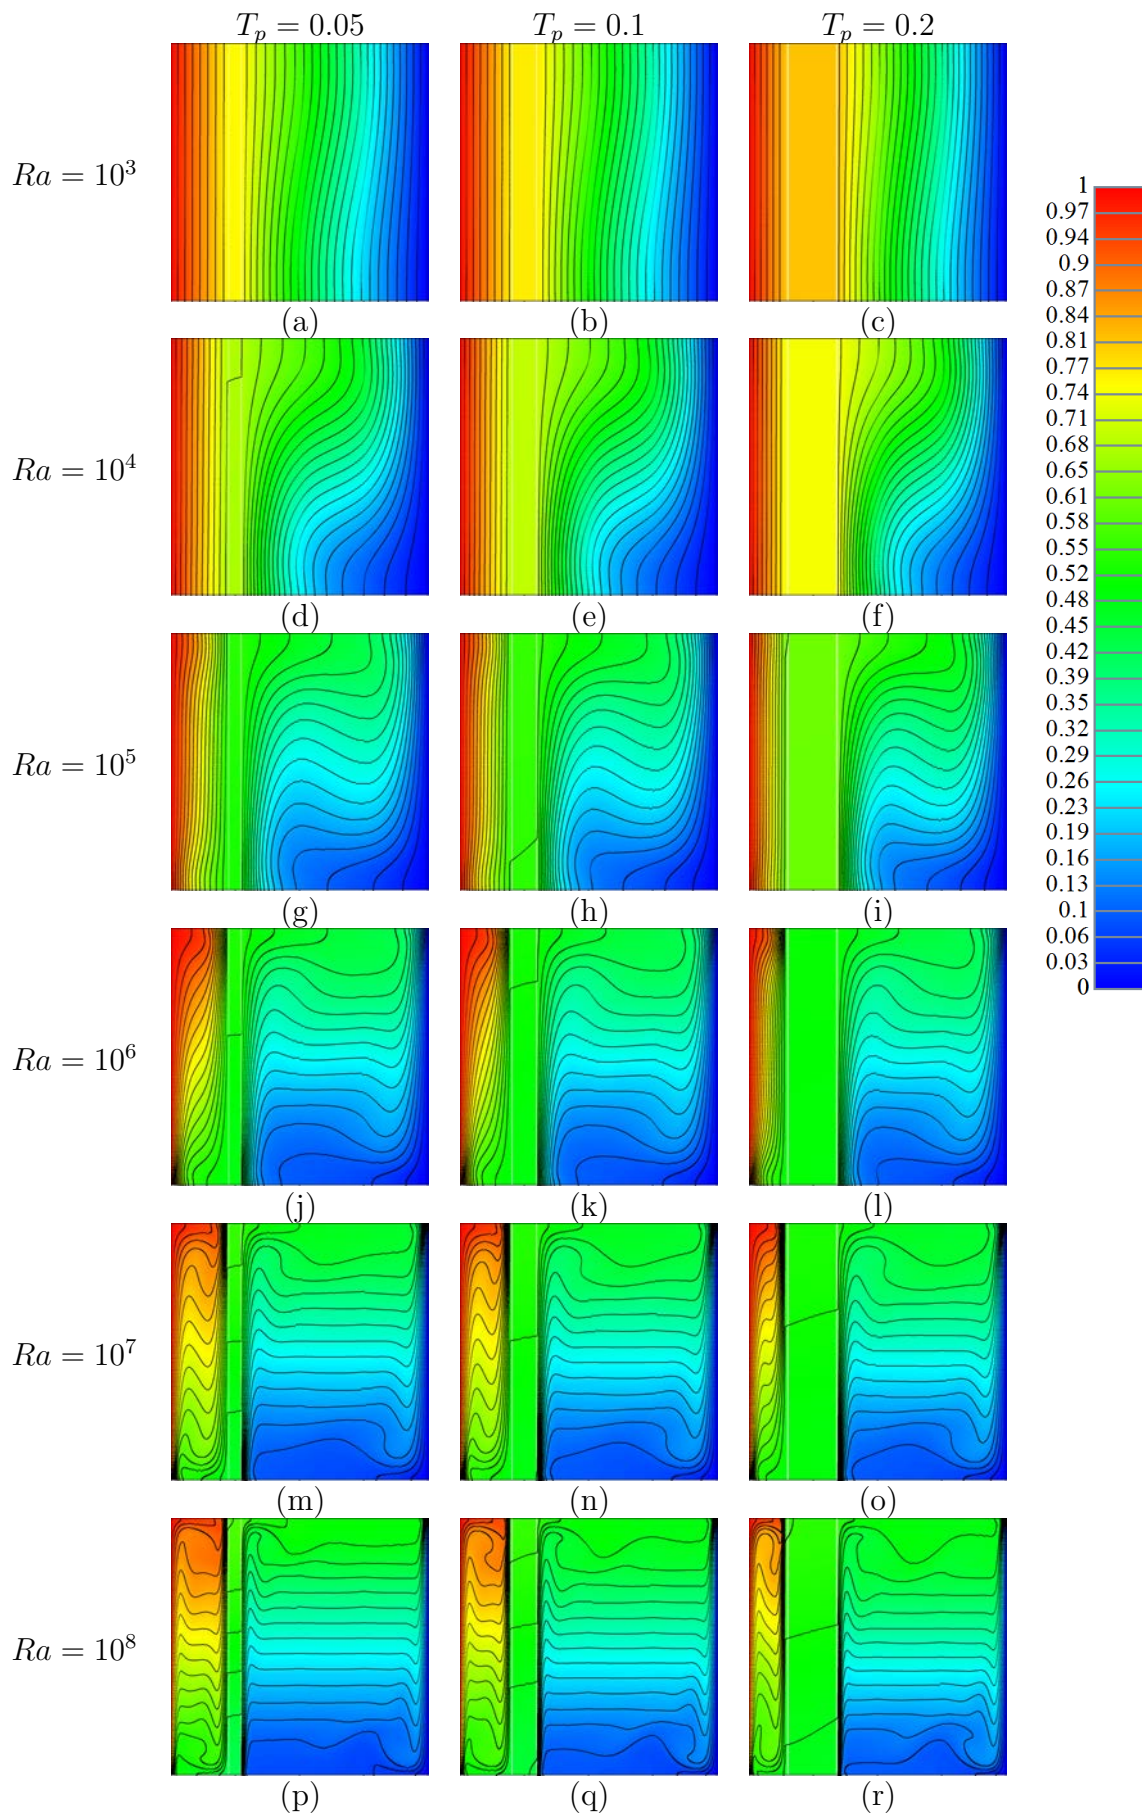 T_p = 0.05 T_p = 0.1 T_p = 0.2
Ra = 10^3
(a) (b) (c)
Ra = 10^4
(d) (e) (f)
Ra = 10^5
(g) (h) (i)
Ra = 10^6
(j) (k) (l)
Ra = 10^7
(m) (n) (o)
Ra = 10^8
(p) (q) (r)
1
0.97
0.94
0.9
0.87
0.84
0.81
0.77
0.74
0.71
0.68
0.65
0.61
0.58
0.55
0.52
0.48
0.45
0.42
0.39
0.35
0.32
0.29
0.26
0.23
0.19
0.16
0.13
0.1
0.06
0.03
0